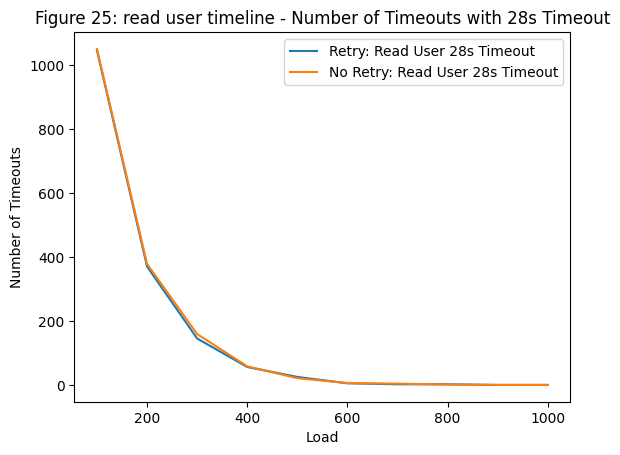 Figure 25: read user timeline - Number of Timeouts with 28s Timeout
Retry: Read User 28s Timeout
No Retry: Read User 28s Timeout
Number of Timeouts
1000
800
600
400
200
0
200 400 600 800 1000
Load